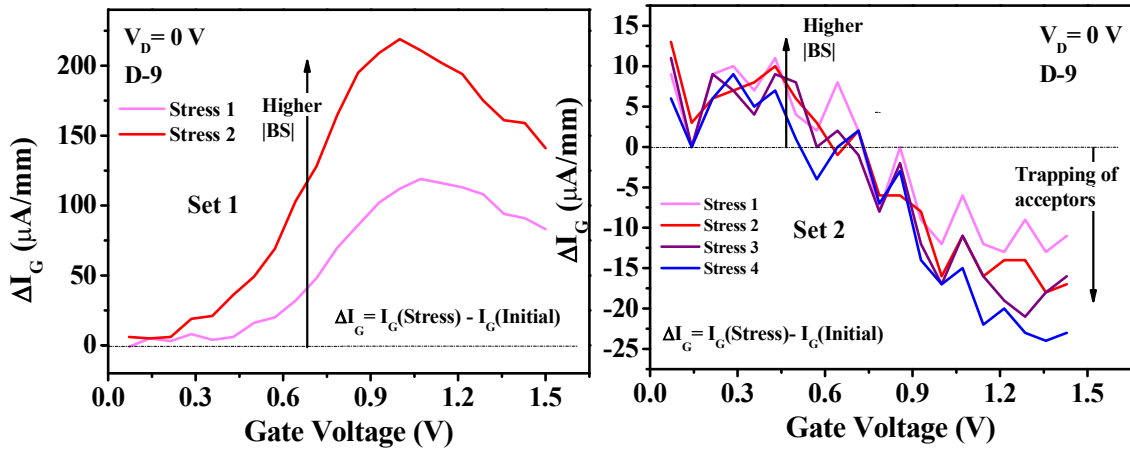 V_D= 0 V
D-9
Stress 1
Stress 2
Higher
|BS|
Set 1
ΔI_G= I_G(Stress) - I_G(Initial)
ΔI_G (μA/mm)
200
150
100
50
0
0.0 0.3 0.6 0.9 1.2 1.5
Gate Voltage (V)
Higher
|BS|
V_D= 0 V
D-9
Trapping of
acceptors
Stress 1
Stress 2
Stress 3
Stress 4
Set 2
ΔI_G= I_G(Stress)- I_G(Initial)
ΔI_G (μA/mm)
15
10
5
0
-5
-10
-15
-20
-25
0.0 0.3 0.6 0.9 1.2 1.5
Gate Voltage (V)